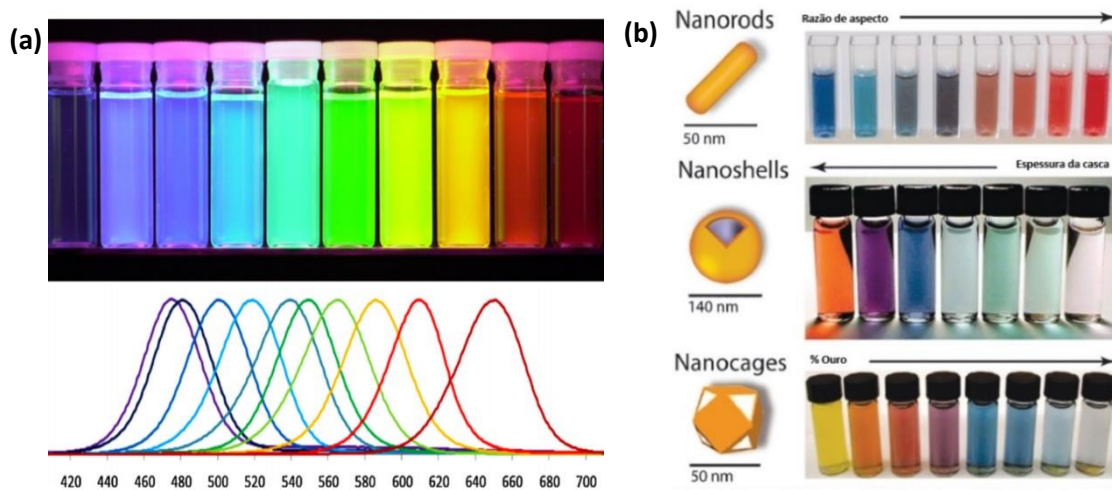 (a)
420 440 460 480 500 520 540 560 580 600 620 640 660 680 700
(b)
Nanorods
Razão de aspecto
50 nm
Nanoshells
Espessura da casca
140 nm
Nanocages
% Ouro
50 nm